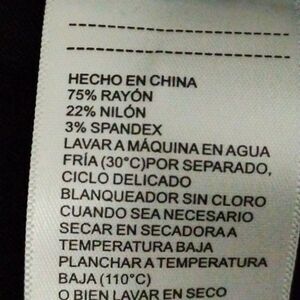 HECHO EN CHINA
75% RAYÓN
22% NILÓN
3% SPANDEX
LAVAR A MÁQUINA EN AGUA
FRÍA (30°C)POR SEPARADO,
CICLO DELICADO
BLANQUEADOR SIN CLORO
CUANDO SEA NECESARIO
SECAR EN SECADORA A
TEMPERATURA BAJA
PLANCHAR A TEMPERATURA
BAJA (110°C)
O BIEN LAVAR EN SECO